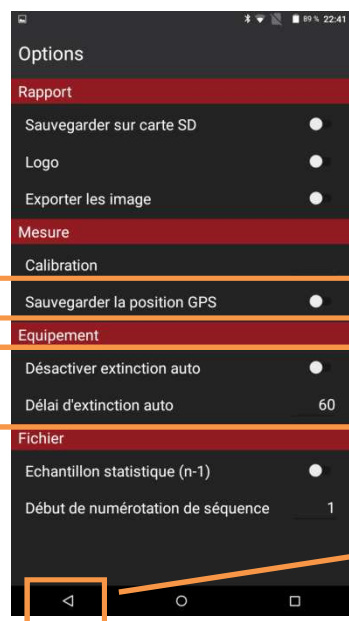 89 % 22:41
Options
Rapport
Sauvegarder sur carte SD
Logo
Exporter les image
Mesure
Calibration
Sauvegarder la position GPS
Equipement
Désactiver extinction auto
Délai d'extinction auto 60
Fichier
Echantillon statistique (n-1)
Début de numérotation de séquence 1